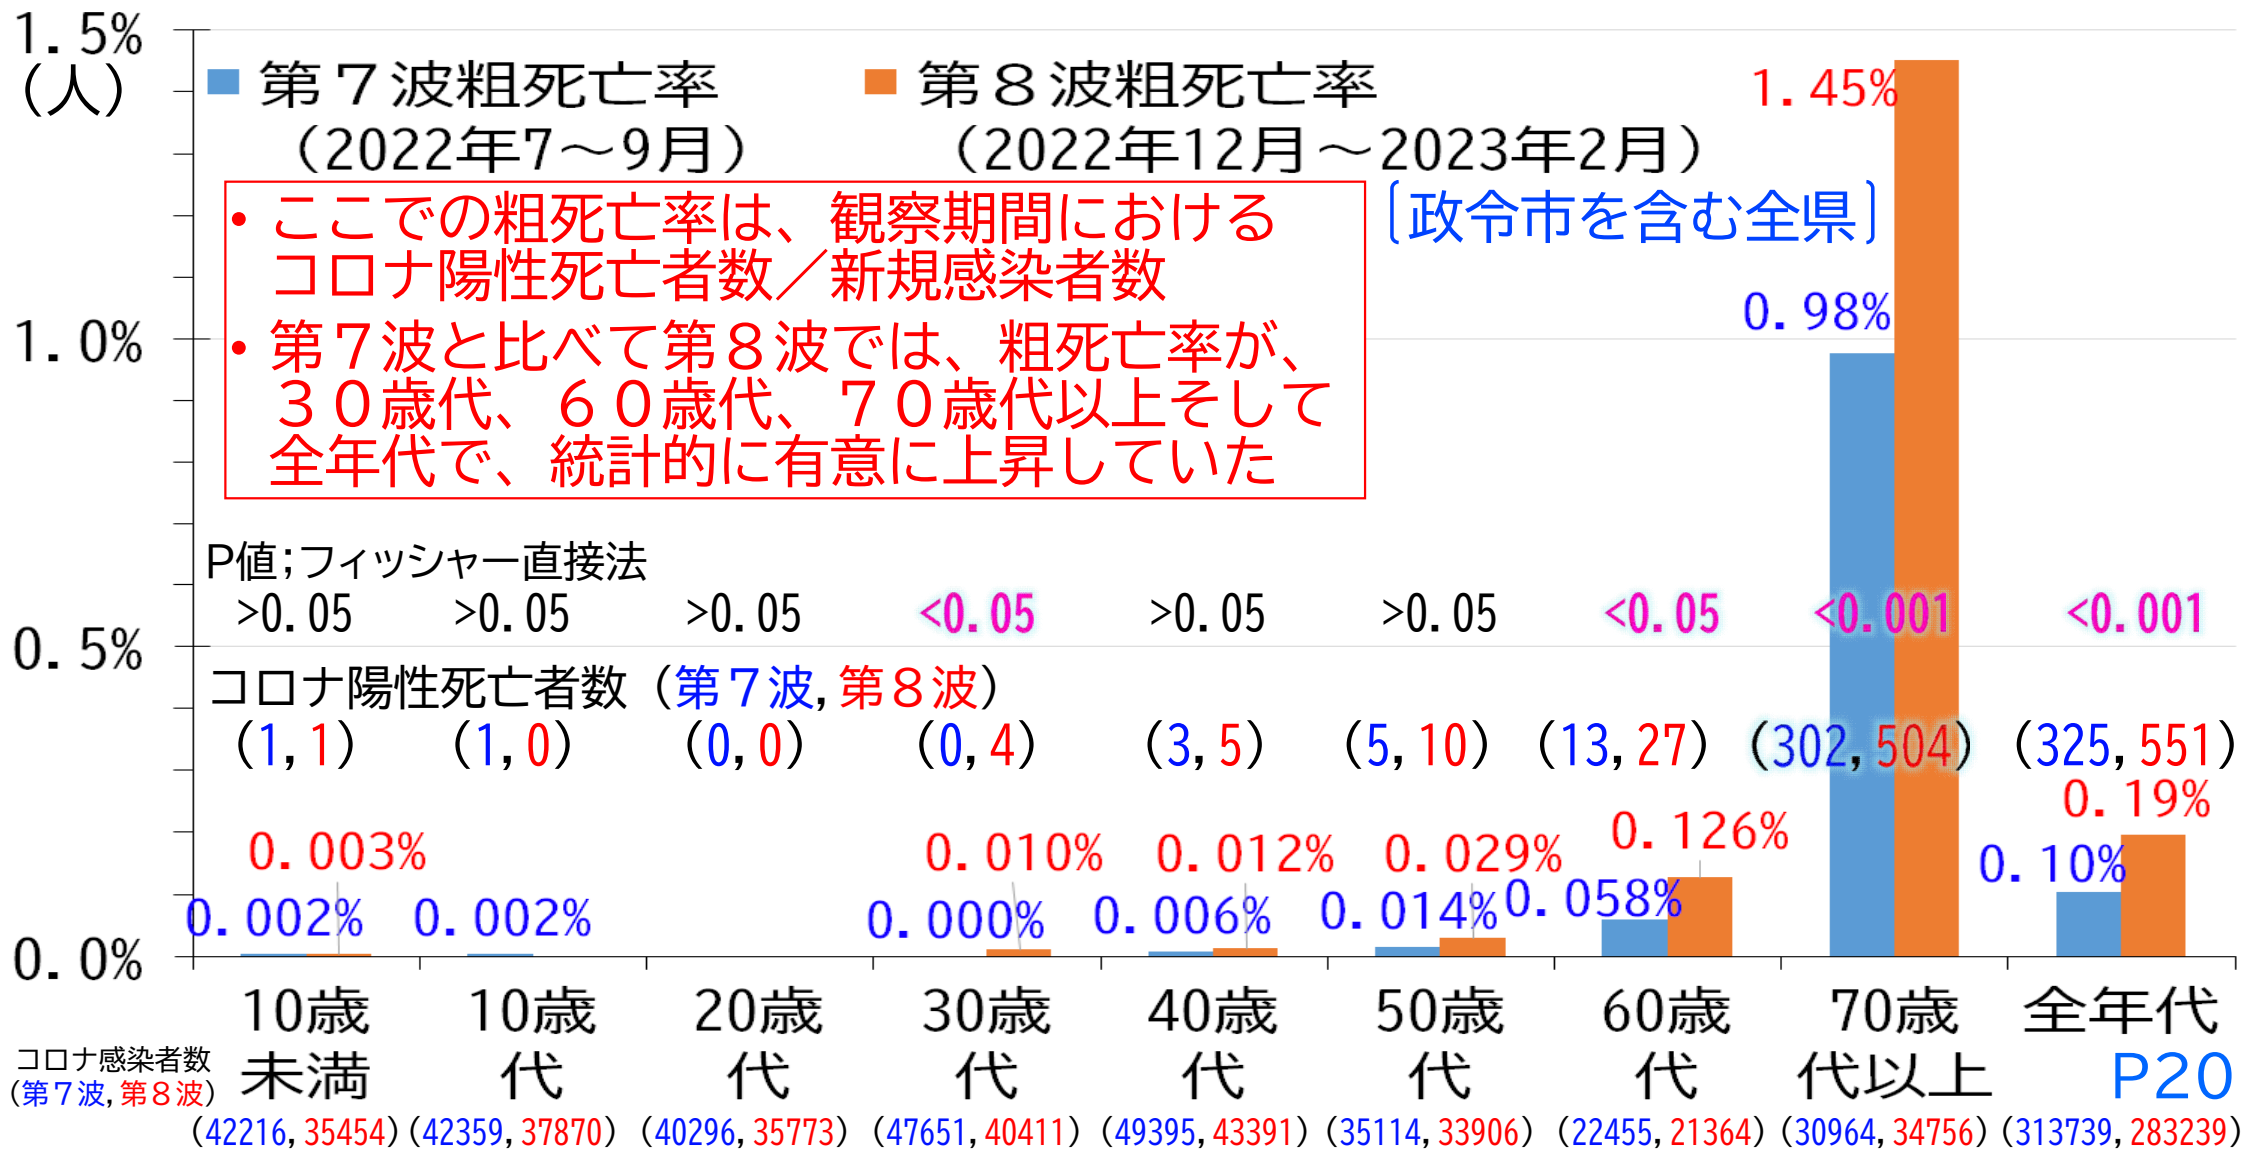 1.5%
(人)
第７波粗死亡率
（2022年7～9月）
第８波粗死亡率
（2022年12月～2023年2月）
〔政令市を含む全県〕
• ここでの粗死亡率は、観察期間における
コロナ陽性死亡者数／新規感染者数
• 第７波と比べて第８波では、粗死亡率が、
３０歳代、６０歳代、７０歳代以上そして
全年代で、統計的に有意に上昇していた
1.45%
0.98%
1.0%
P値;フィッシャー直接法
>0.05 >0.05 >0.05 <0.05 >0.05 >0.05 <0.05 <0.001 <0.001
0.5%
コロナ陽性死亡者数（第７波,第８波）
(1,1) (1,0) (0,0) (0,4) (3,5) (5,10) (13,27) (302,504) (325,551)
0.003% 0.010% 0.012% 0.029% 0.126% 0.19%
0.002% 0.002% 0.000% 0.006% 0.014% 0.058% 0.10%
0.0%
10歳 10歳 20歳 30歳 40歳 50歳 60歳 70歳 全年代
未満 代 代 代 代 代 代 代以上
P20
コロナ感染者数
(第７波,第８波)
(42216,35454) (42359,37870) (40296,35773) (47651,40411) (49395,43391) (35114,33906) (22455,21364) (30964,34756) (313739,283239)